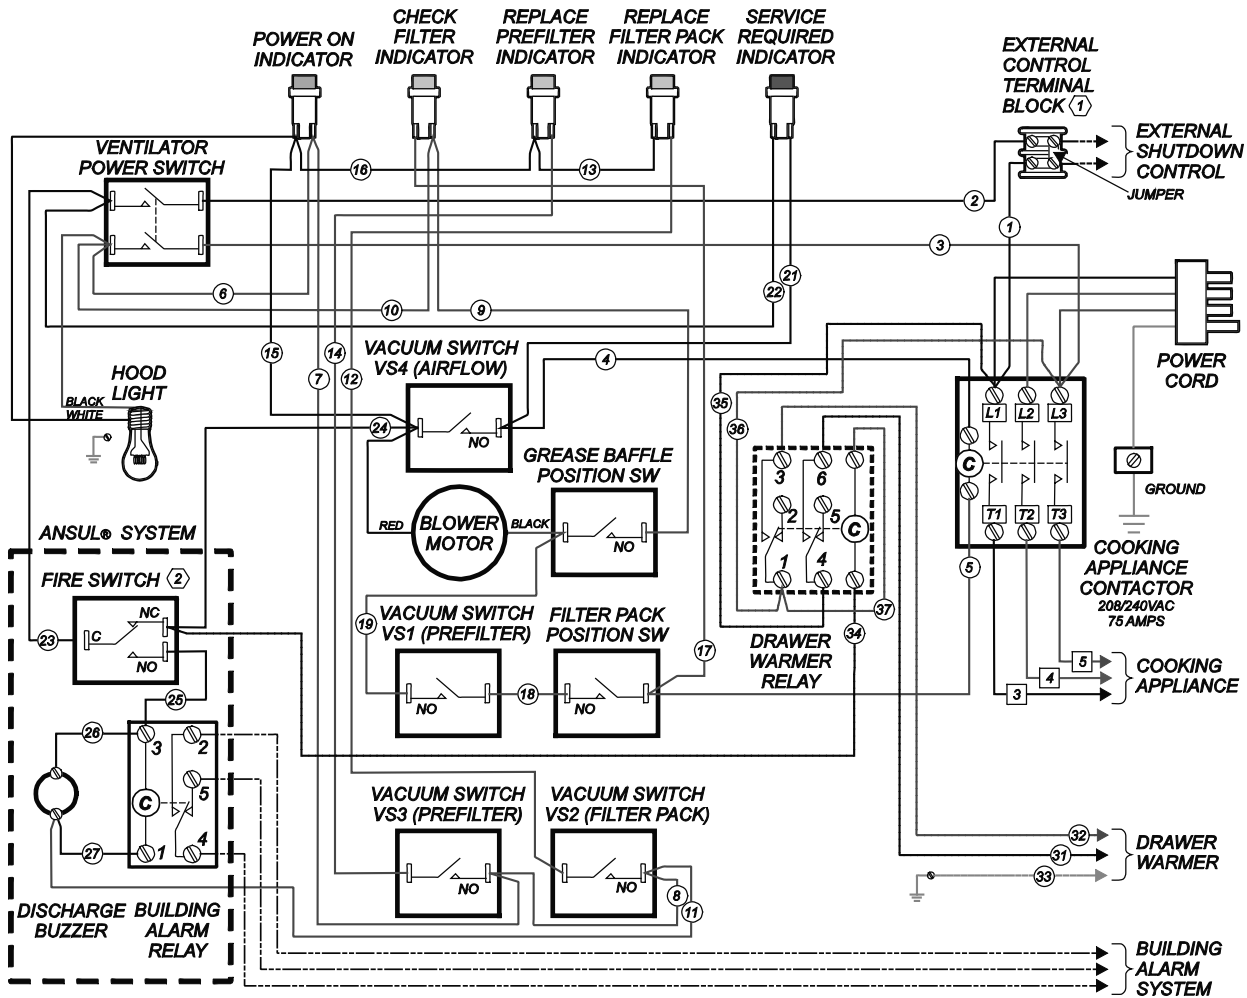 POWER ON
INDICATOR
CHECK
FILTER
INDICATOR
REPLACE
PREFILTER
INDICATOR
REPLACE
FILTER PACK
INDICATOR
SERVICE
REQUIRED
INDICATOR
EXTERNAL
CONTROL
TERMINAL
BLOCK 1
EXTERNAL
SHUTDOWN
CONTROL
JUMPER
VENTILATOR
POWER SWITCH
16
13
2
1
3
6
10
9
21
22
15
14
7
12
4
VACUUM SWITCH
VS4 (AIRFLOW)
NO
24
HOOD
LIGHT
BLACK
WHITE
POWER
CORD
35
36
L1
L2
L3
C
T1
T2
T3
GROUND
GREASE BAFFLE
POSITION SW
NO
RED
BLOWER
MOTOR
BLACK
3
6
2
5
C
1
4
37
34
DRAWER
WARMER
RELAY
5
COOKING
APPLIANCE
CONTACTOR
208/240VAC
75 AMPS
ANSUL® SYSTEM
FIRE SWITCH 2
NC
C
NO
23
25
19
VACUUM SWITCH
VS1 (PREFILTER)
NO
18
FILTER PACK
POSITION SW
NO
17
5
4
3
COOKING
APPLIANCE
26
27
3
2
5
C
1
4
DISCHARGE
BUZZER
BUILDING
ALARM
RELAY
VACUUM SWITCH
VS3 (PREFILTER)
NO
VACUUM SWITCH
VS2 (FILTER PACK)
NO
8
11
32
31
33
DRAWER
WARMER
BUILDING
ALARM
SYSTEM